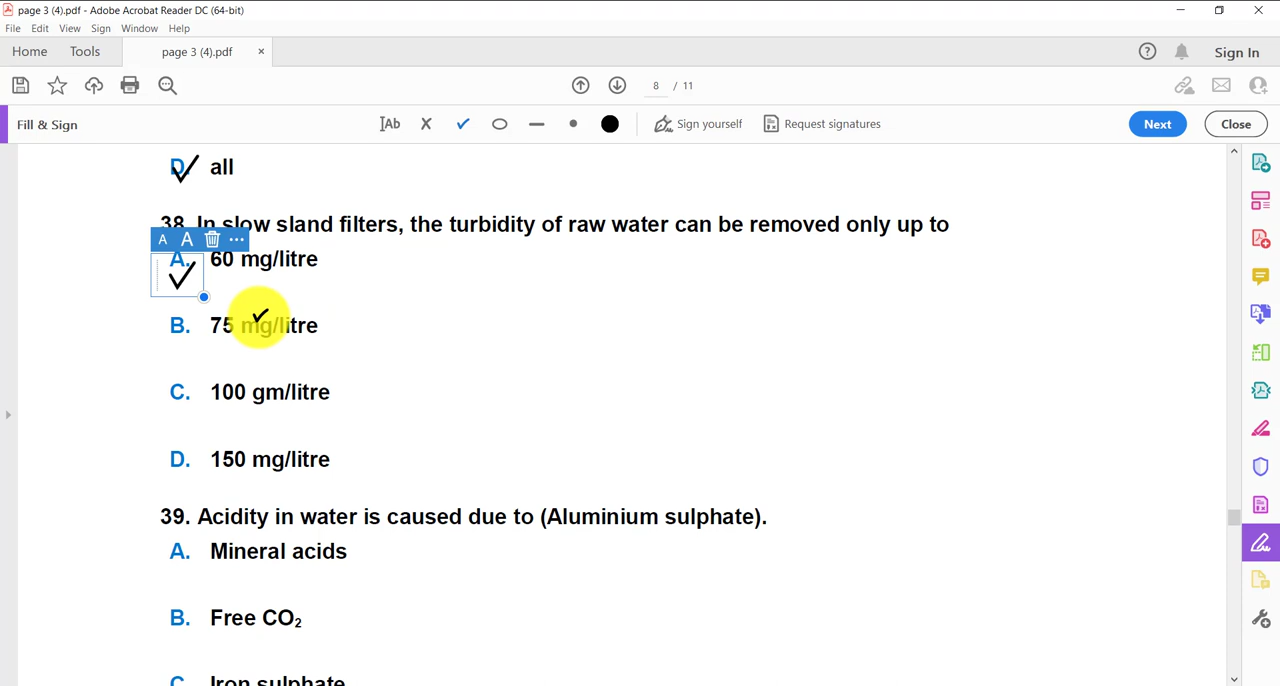 page 3 (4).pdf - Adobe Acrobat Reader DC (64-bit)
File Edit View Sign Window Help
Home Tools page 3 (4).pdf × Sign In
8 / 11
Fill & Sign Ab Sign yourself Request signatures Next Close
D. all
38. In slow sland filters, the turbidity of raw water can be removed only up to
A A
A. 60 mg/litre
B. 75 mg/litre
C. 100 gm/litre
D. 150 mg/litre
39. Acidity in water is caused due to (Aluminium sulphate).
A. Mineral acids
B. Free CO₂
C. Iron sulphate